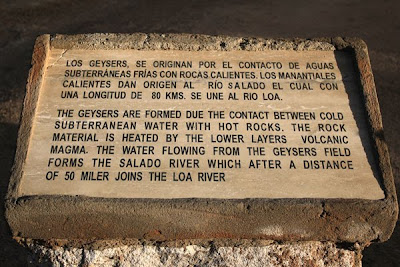 LOS GEYSERS, SE ORIGINAN POR EL CONTACTO DE AGUAS
SUBTERRÁNEAS FRÍAS CON ROCAS CALIENTES. LOS MANANTIALES
CALIENTES DAN ORIGEN AL RÍO SALADO EL CUAL CON
UNA LONGITUD DE 80 KMS. SE UNE AL RIO LOA.
THE GEYSERS ARE FORMED DUE THE CONTACT BETWEEN COLD
SUBTERRANEAN WATER WITH HOT ROCKS. THE ROCK
MATERIAL IS HEATED BY THE LOWER LAYERS VOLCANIC
MAGMA. THE WATER FLOWING FROM THE GEYSERS FIELD
FORMS THE SALADO RIVER WHICH AFTER A DISTANCE
OF 50 MILER JOINS THE LOA RIVER